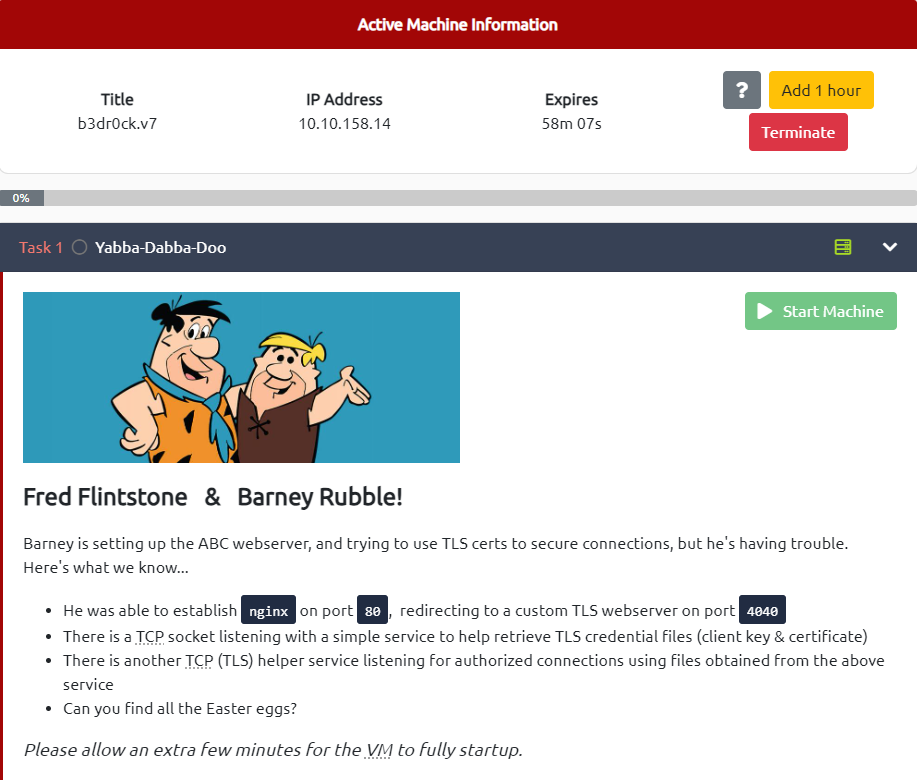 Active Machine Information
Title
IP Address
Expires
?
Add 1 hour
b3dr0ck.v7
10.10.158.14
58m 07s
Terminate
0%
Task 1
Yabba-Dabba-Doo
Start Machine
Fred Flintstone & Barney Rubble!
Barney is setting up the ABC webserver, and trying to use TLS certs to secure connections, but he's having trouble.
Here's what we know...
• He was able to establish nginx on port 80, redirecting to a custom TLS webserver on port 4040
• There is a TCP socket listening with a simple service to help retrieve TLS credential files (client key & certificate)
• There is another TCP (TLS) helper service listening for authorized connections using files obtained from the above
service
• Can you find all the Easter eggs?
Please allow an extra few minutes for the VM to fully startup.